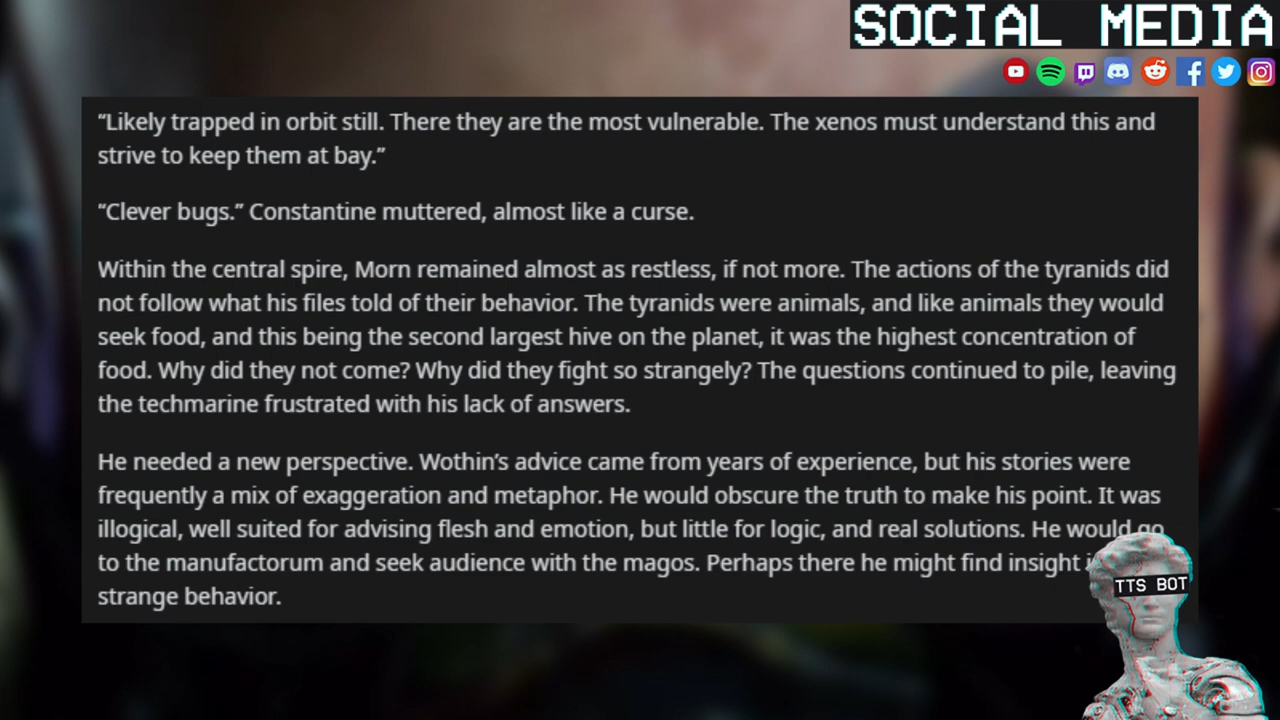 SOCIAL MEDIA
“Likely trapped in orbit still. There they are the most vulnerable. The xenos must understand this and
strive to keep them at bay.”
“Clever bugs.” Constantine muttered, almost like a curse.
Within the central spire, Morn remained almost as restless, if not more. The actions of the tyranids did
not follow what his files told of their behavior. The tyranids were animals, and like animals they would
seek food, and this being the second largest hive on the planet, it was the highest concentration of
food. Why did they not come? Why did they fight so strangely? The questions continued to pile, leaving
the techmarine frustrated with his lack of answers.
He needed a new perspective. Wothin’s advice came from years of experience, but his stories were
frequently a mix of exaggeration and metaphor. He would obscure the truth to make his point. It was
illogical, well suited for advising flesh and emotion, but little for logic, and real solutions. He would go
to the manufactorum and seek audience with the magos. Perhaps there he might find insight
strange behavior.
TTS BOT